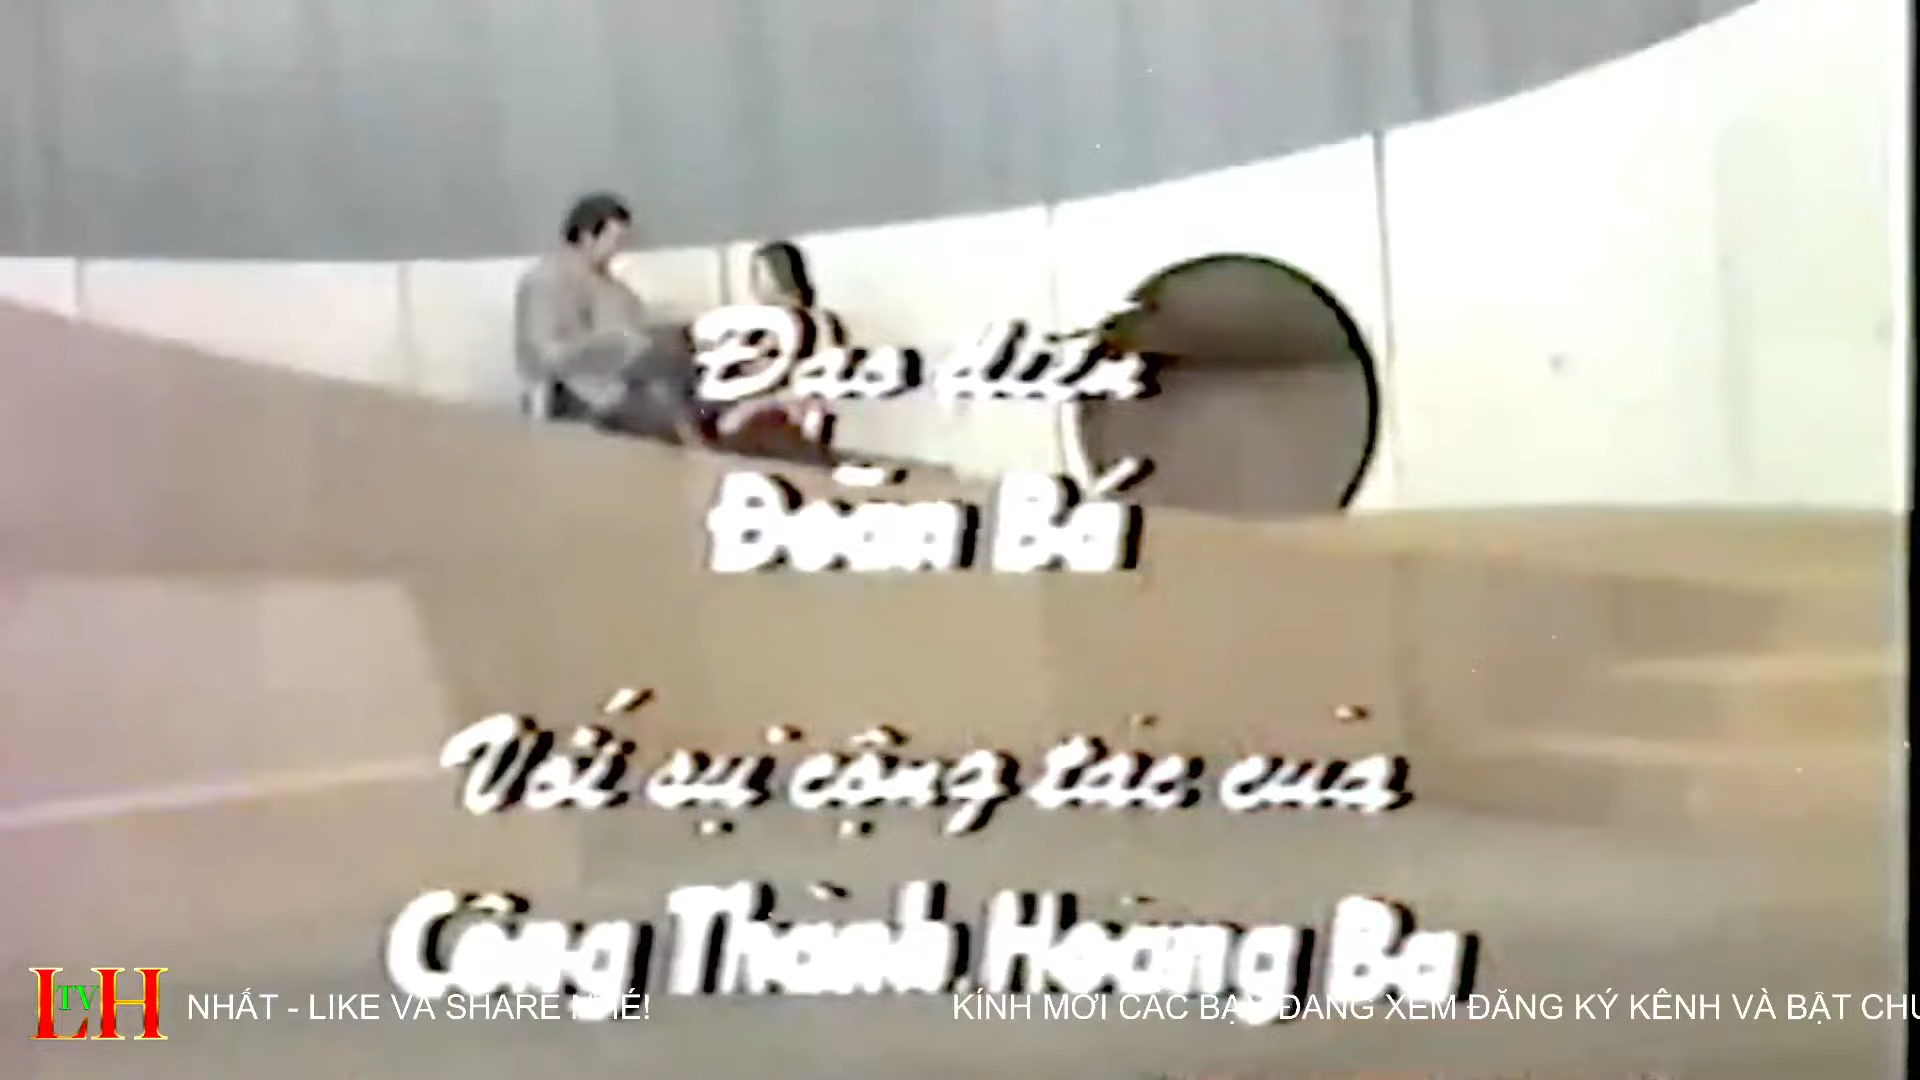 Đạo diễn
Đoàn Bá
Với sự cộng tác của
Công Thành, Hoàng Ba
LH
TV
NHẤT - LIKE VÀ SHARE NHÉ! KÍNH MỜI CÁC BẠN ĐANG XEM ĐĂNG KÝ KÊNH VÀ BẬT CHU